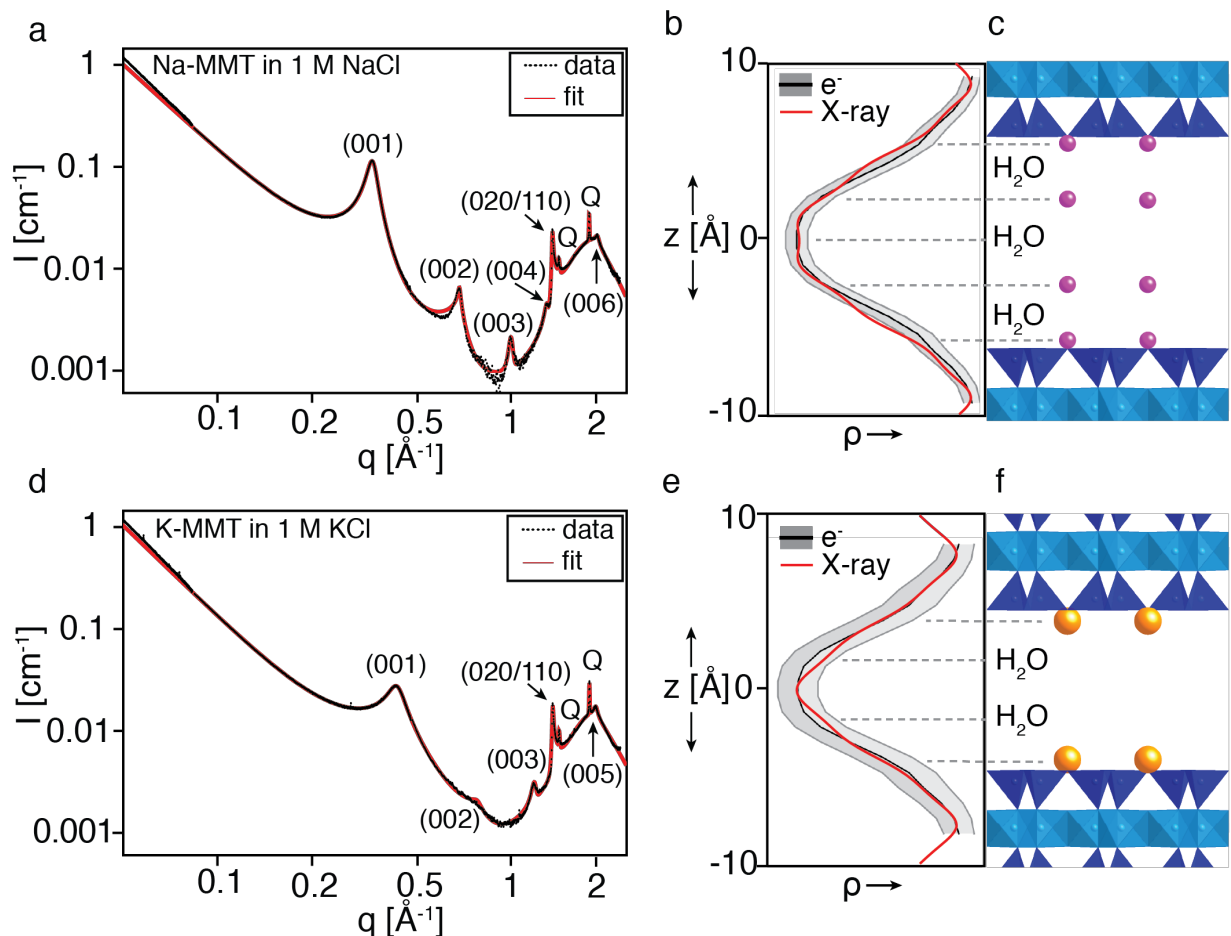 a
Na-MMT in 1 M NaCl
data
fit
(001)
(002)
(003)
(004)
(020/110)
Q
Q
(006)
1
0.1
0.01
0.001
I [cm⁻¹]
0.1
0.2
0.5
1
2
q [Å⁻¹]
b
10
0
-10
z [Å]
e⁻
X-ray
ρ
c
H₂O
H₂O
H₂O
d
K-MMT in 1 M KCl
data
fit
(001)
(002)
(003)
(020/110)
Q
Q
(005)
1
0.1
0.01
0.001
I [cm⁻¹]
0.1
0.2
0.5
1
2
q [Å⁻¹]
e
10
0
-10
z [Å]
e⁻
X-ray
ρ
f
H₂O
H₂O